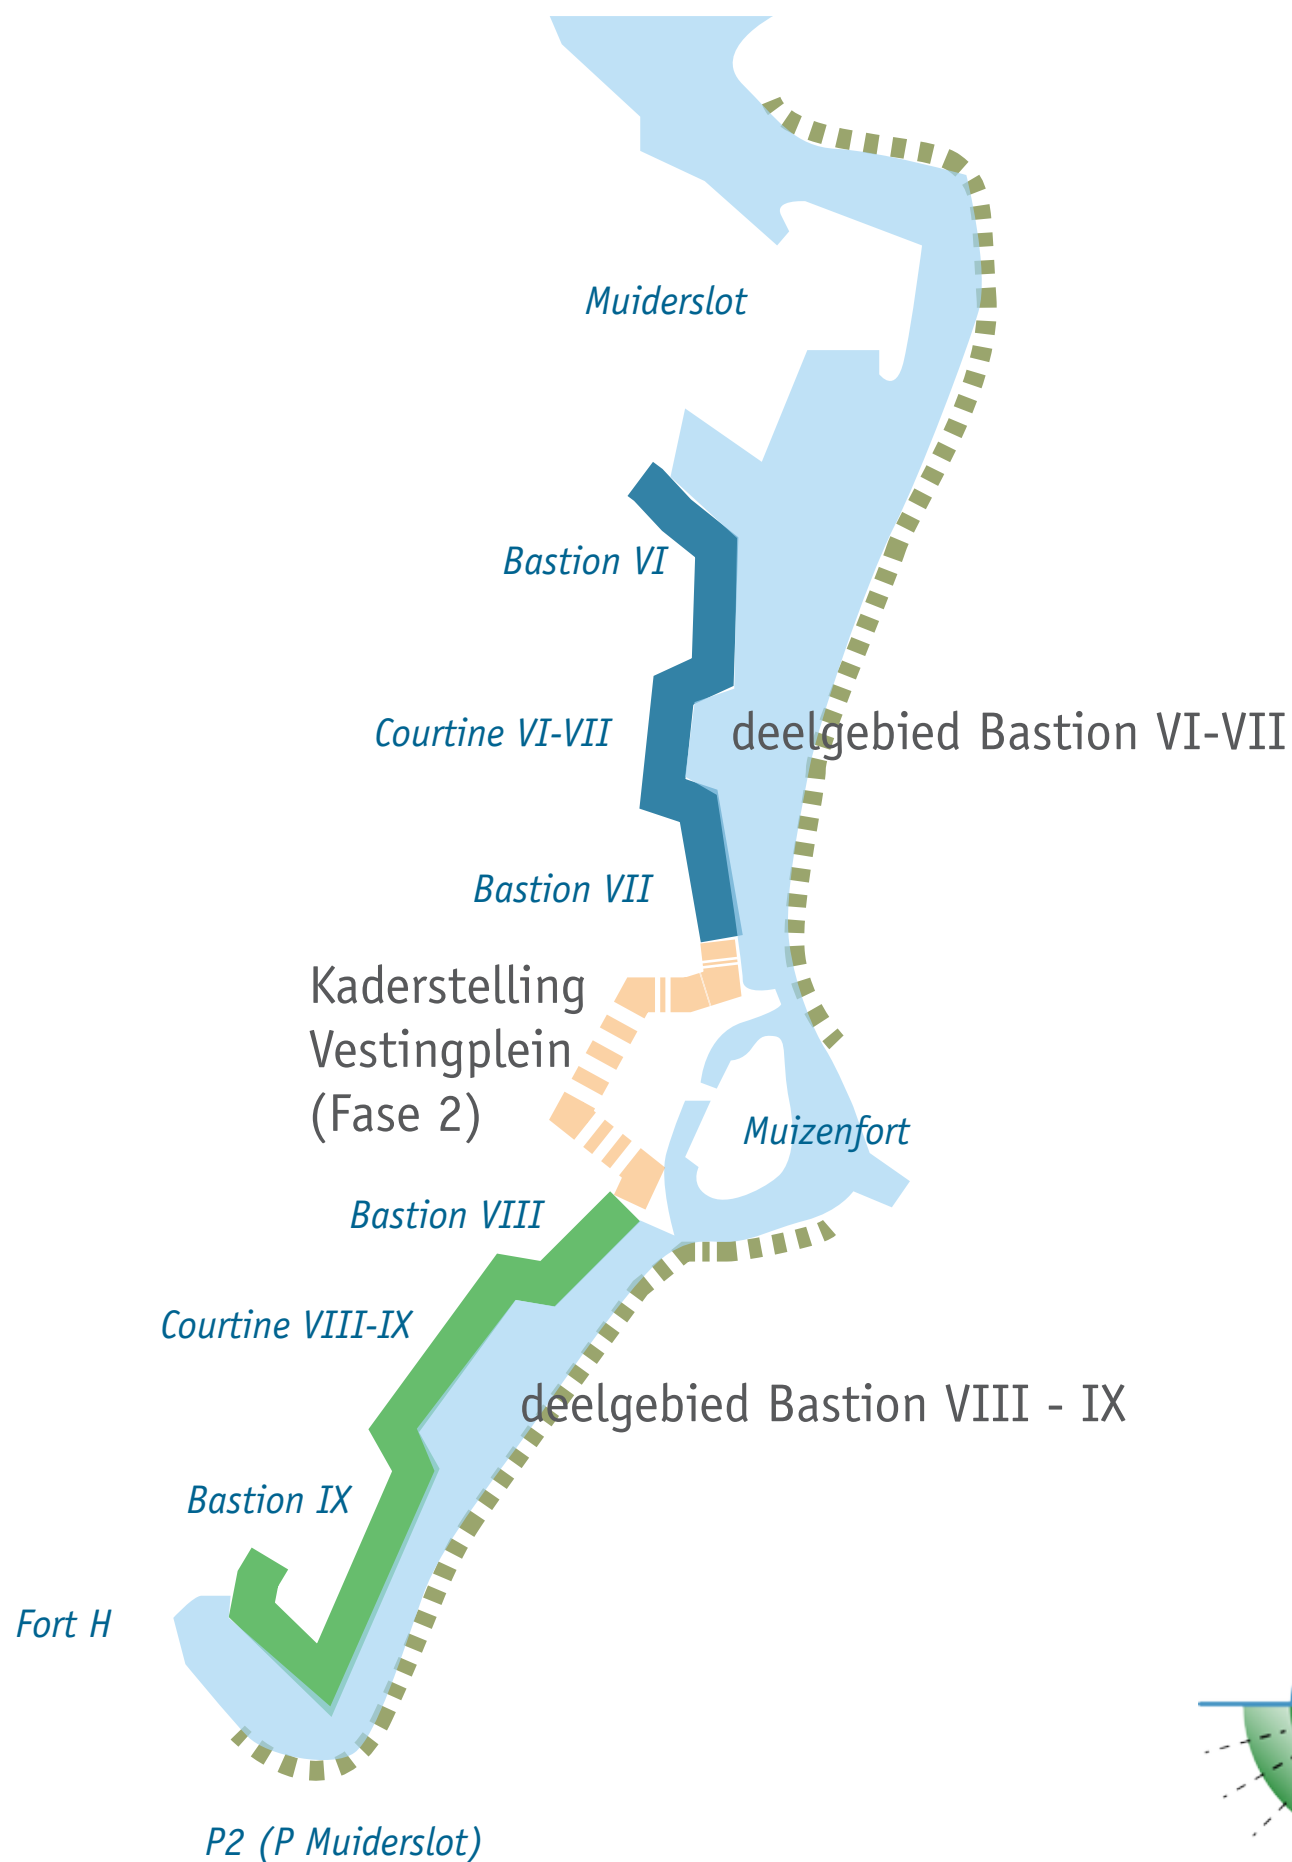 Muiderslot
Bastion VI
Courtine VI-VII
deelgebied Bastion VI-VII
Bastion VII
Kaderstelling
Vestingplein
(Fase 2)
Muizenfort
Bastion VIII
Courtine VIII-IX
deelgebied Bastion VIII - IX
Bastion IX
Fort H
P2 (P Muiderslot)